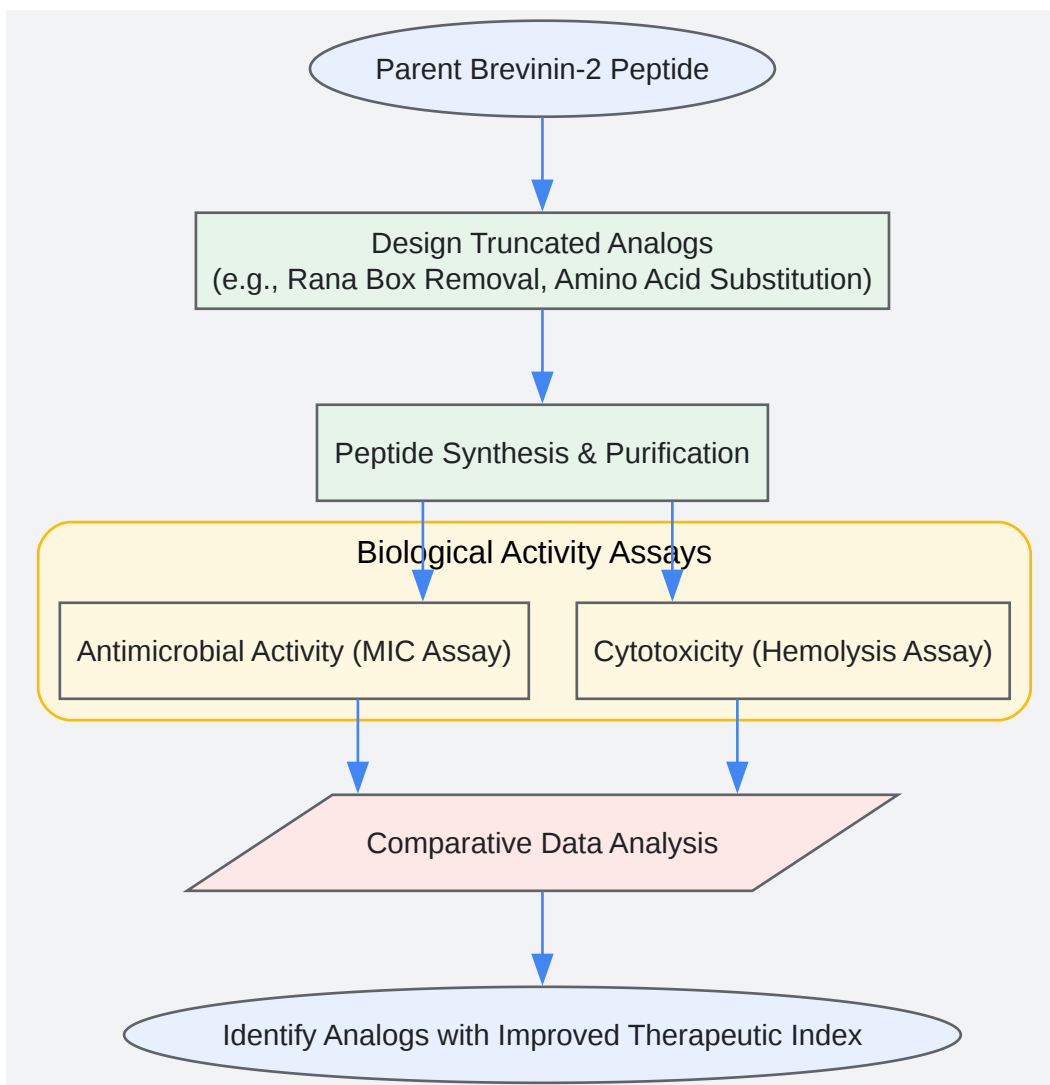 Parent Brevinin-2 Peptide
Design Truncated Analogs
(e.g., Rana Box Removal, Amino Acid Substitution)
Peptide Synthesis & Purification
Biological Activity Assays
Antimicrobial Activity (MIC Assay)
Cytotoxicity (Hemolysis Assay)
Comparative Data Analysis
Identify Analogs with Improved Therapeutic Index